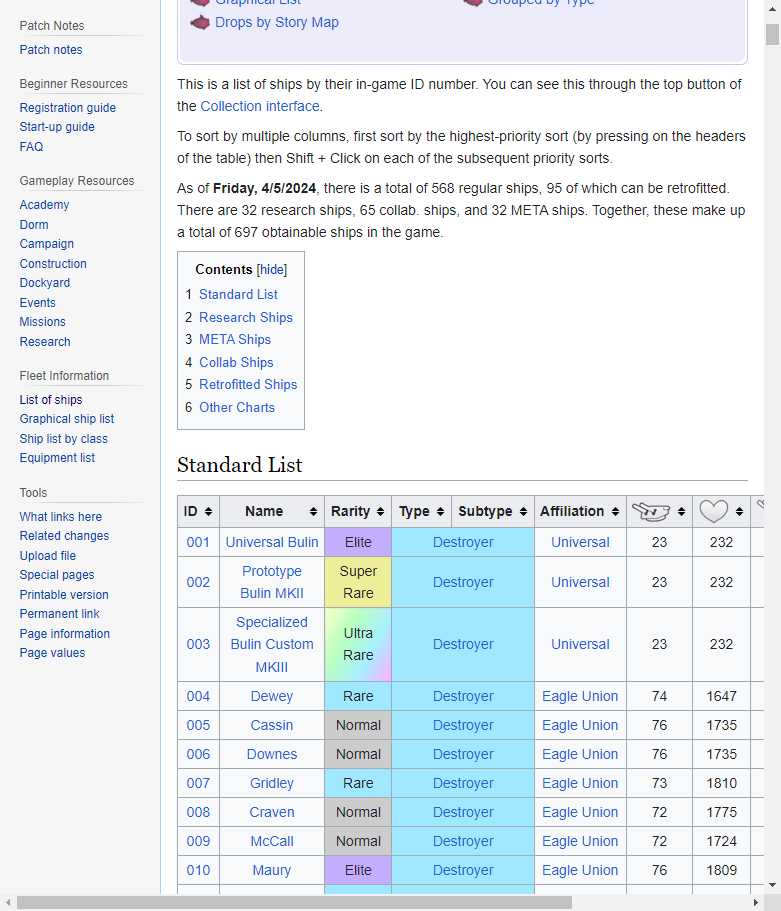 Patch Notes
Patch notes
Beginner Resources
Registration guide
Start-up guide
FAQ
Gameplay Resources
Academy
Dorm
Campaign
Construction
Dockyard
Events
Missions
Research
Fleet Information
List of ships
Graphical ship list
Ship list by class
Equipment list
Tools
What links here
Related changes
Upload file
Special pages
Printable version
Permanent link
Page information
Page values
Graphical List
Grouped by Type
Drops by Story Map
This is a list of ships by their in-game ID number. You can see this through the top button of
the Collection interface.
To sort by multiple columns, first sort by the highest-priority sort (by pressing on the headers
of the table) then Shift + Click on each of the subsequent priority sorts.
As of Friday, 4/5/2024, there is a total of 568 regular ships, 95 of which can be retrofitted.
There are 32 research ships, 65 collab. ships, and 32 META ships. Together, these make up
a total of 697 obtainable ships in the game.
Contents [hide]
1 Standard List
2 Research Ships
3 META Ships
4 Collab Ships
5 Retrofitted Ships
6 Other Charts
Standard List
ID Name Rarity Type Subtype Affiliation
001 Universal Bulin Elite Destroyer Universal 23 232
002 Prototype Bulin MKII Super Rare Destroyer Universal 23 232
003 Specialized Bulin Custom MKIII Ultra Rare Destroyer Universal 23 232
004 Dewey Rare Destroyer Eagle Union 74 1647
005 Cassin Normal Destroyer Eagle Union 76 1735
006 Downes Normal Destroyer Eagle Union 76 1735
007 Gridley Rare Destroyer Eagle Union 73 1810
008 Craven Normal Destroyer Eagle Union 72 1775
009 McCall Normal Destroyer Eagle Union 72 1724
010 Maury Elite Destroyer Eagle Union 76 1809